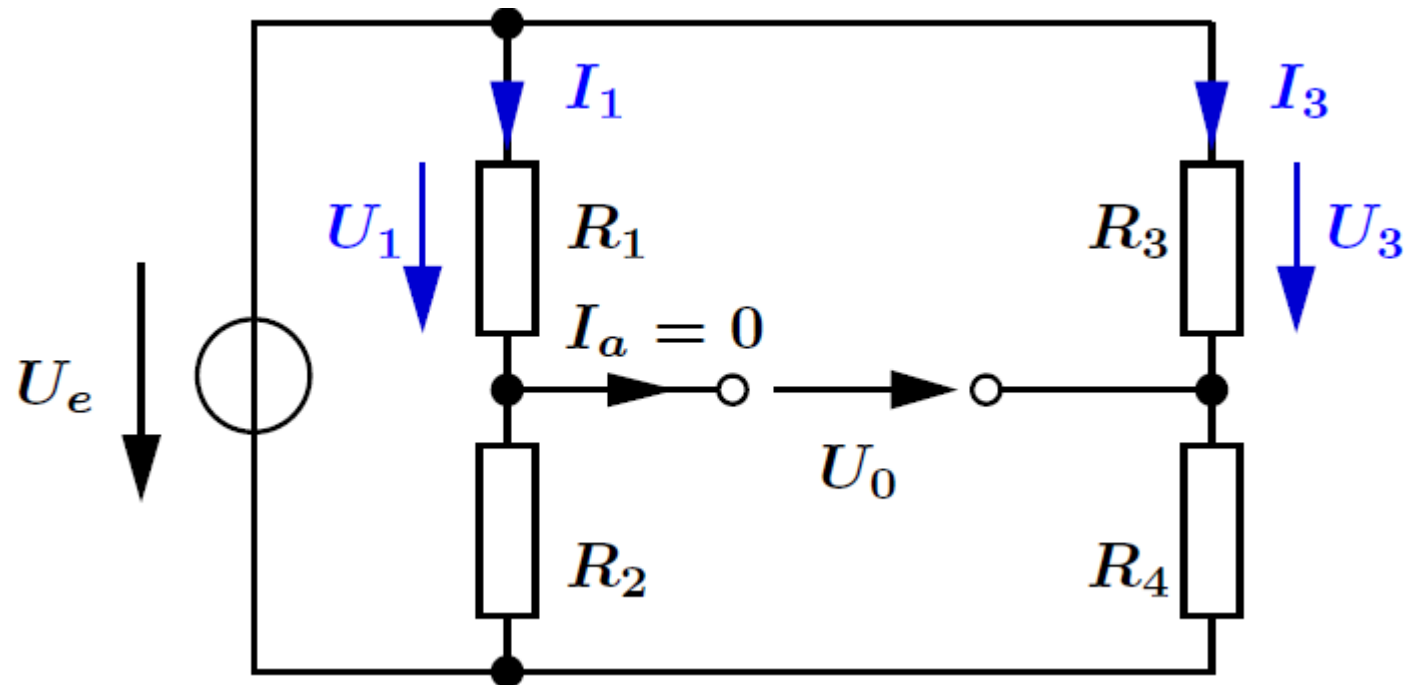 I₁
I₃
U₁
R₁
R₃
U₃
Iₐ = 0
Uₑ
U₀
R₂
R₄